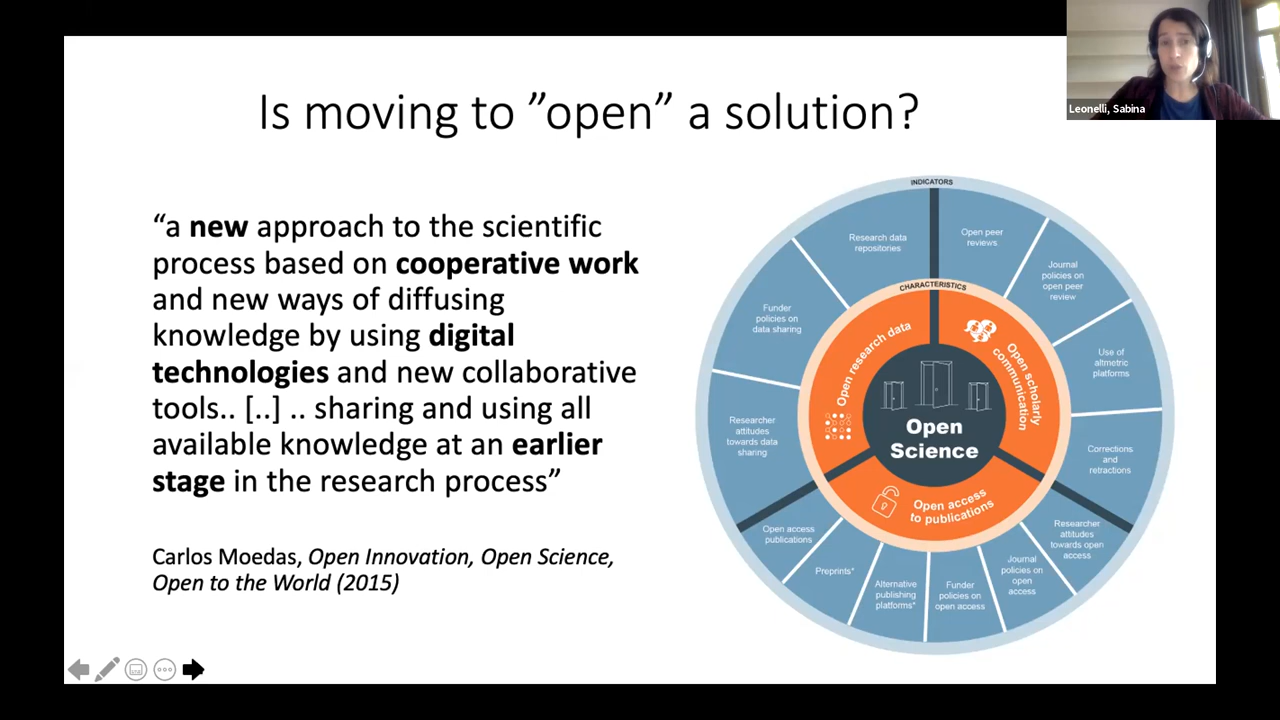 Leonelli, Sabina
Is moving to ”open” a solution?
“a new approach to the scientific
process based on cooperative work
and new ways of diffusing
knowledge by using digital
technologies and new collaborative
tools.. [..] .. sharing and using all
available knowledge at an earlier
stage in the research process”
Carlos Moedas, Open Innovation, Open Science,
Open to the World (2015)
INDICATORS
CHARACTERISTICS
Open
Science
Open research data
Open scholarly
communication
Open access
to publications
Research data
repositories
Funder
policies on
data sharing
Researcher
attitudes
towards data
sharing
Open peer
reviews
Journal
policies on
open peer
review
Use of
altmetric
platforms
Corrections
and
retractions
Open access
publications
Preprints*
Alternative
publishing
platforms*
Funder
policies on
open access
Journal
policies on
open
access
Researcher
attitudes
towards open
access